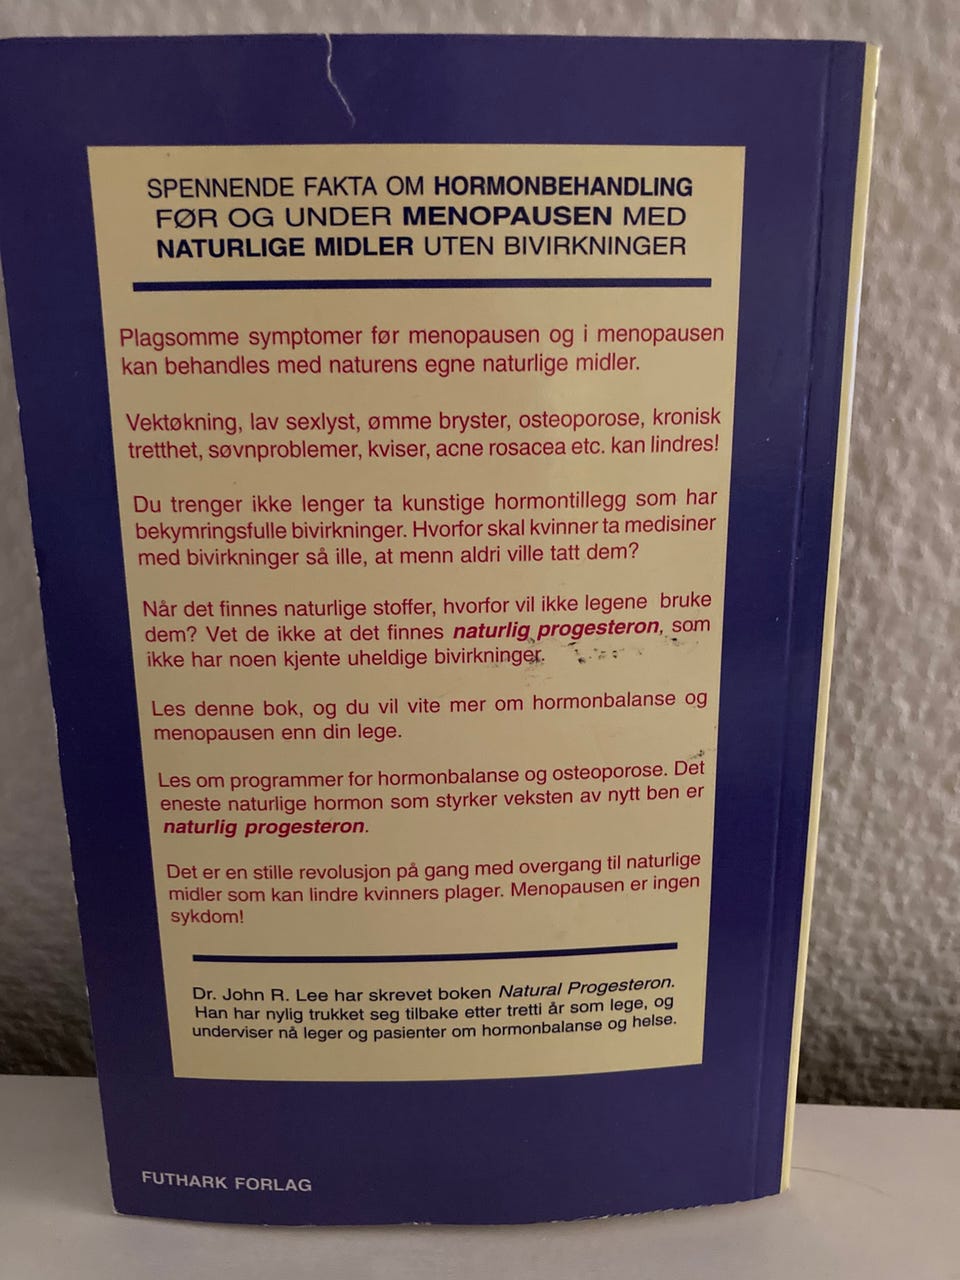 SPENNENDE FAKTA OM HORMONBEHANDLING
FØR OG UNDER MENOPAUSEN MED
NATURLIGE MIDLER UTEN BIVIRKNINGER
Plagsomme symptomer før menopausen og i menopausen
kan behandles med naturens egne naturlige midler.
Vektøkning, lav sexlyst, ømme bryster, osteoporose, kronisk
tretthet, søvnproblemer, kviser, acne rosacea etc. kan lindres!
Du trenger ikke lenger ta kunstige hormontillegg som har
bekymringsfulle bivirkninger. Hvorfor skal kvinner ta medisiner
med bivirkninger så ille, at menn aldri ville tatt dem?
Når det finnes naturlige stoffer, hvorfor vil ikke legene bruke
dem? Vet de ikke at det finnes naturlig progesteron, som
ikke har noen kjente uheldige bivirkninger.
Les denne bok, og du vil vite mer om hormonbalanse og
menopausen enn din lege.
Les om programmer for hormonbalanse og osteoporose. Det
eneste naturlige hormon som styrker veksten av nytt ben er
naturlig progesteron.
Det er en stille revolusjon på gang med overgang til naturlige
midler som kan lindre kvinners plager. Menopausen er ingen
sykdom!
Dr. John R. Lee har skrevet boken Natural Progesteron.
Han har nylig trukket seg tilbake etter tretti år som lege, og
underviser nå leger og pasienter om hormonbalanse og helse.
FUTHARK FORLAG